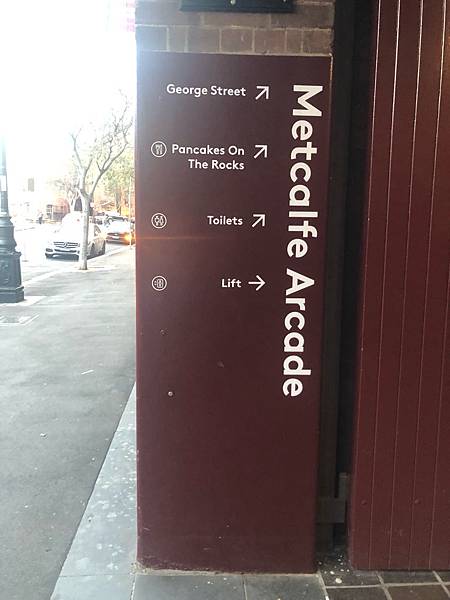 George Street
Pancakes On
The Rocks
Toilets
Lift
Metcalfe Arcade